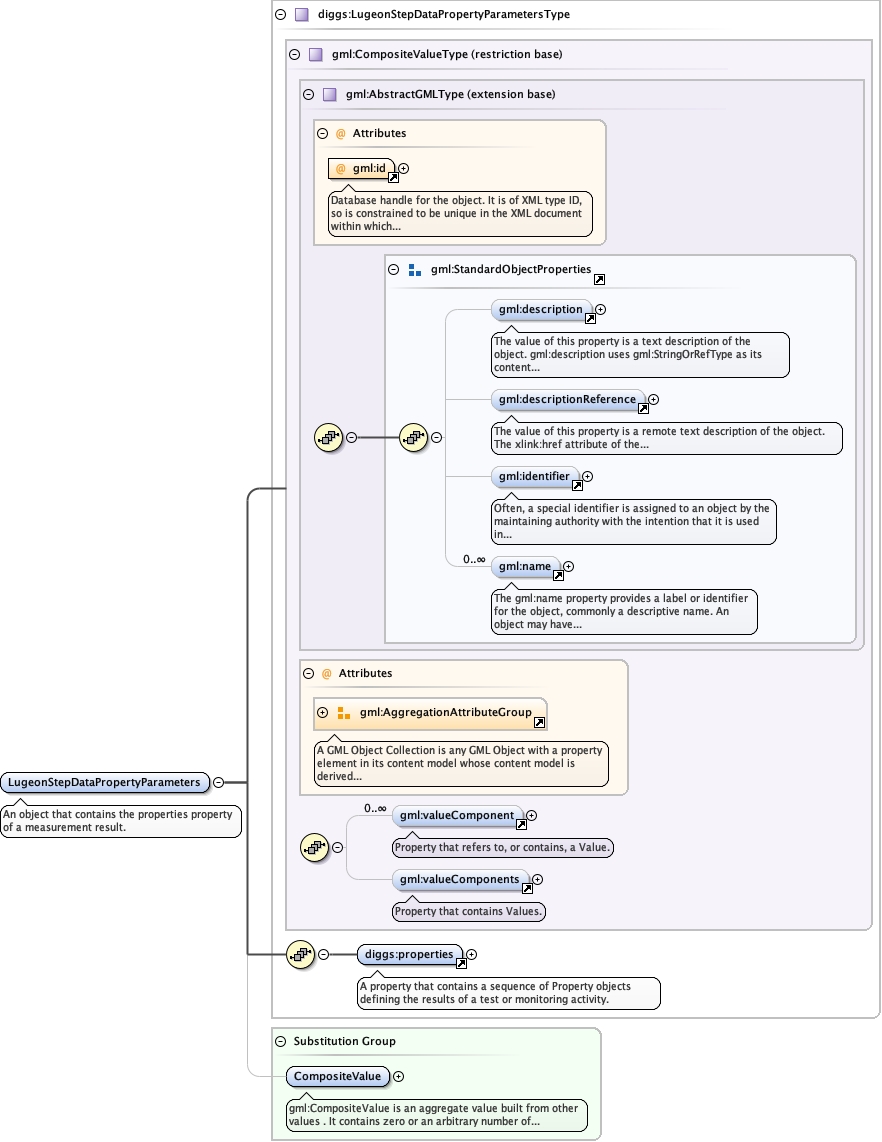 diggs:LugeonStepDataPropertyParametersType
gml:CompositeValueType (restriction base)
gml:AbstractGMLType (extension base)
@ Attributes
@ gml:id
Database handle for the object. It is of XML type ID,
so is constrained to be unique in the XML document
within which...
gml:StandardObjectProperties
gml:description
The value of this property is a text description of the
object. gml:description uses gml:StringOrRefType as its
content...
gml:descriptionReference
The value of this property is a remote text description of the object.
The xlink:href attribute of the...
gml:identifier
Often, a special identifier is assigned to an object by the
maintaining authority with the intention that it is used
in...
0..∞
gml:name
The gml:name property provides a label or identifier
for the object, commonly a descriptive name. An
object may have...
@ Attributes
gml:AggregationAttributeGroup
A GML Object Collection is any GML Object with a property
element in its content model whose content model is
derived...
LugeonStepDataPropertyParameters
An object that contains the properties property
of a measurement result.
0..∞
gml:valueComponent
Property that refers to, or contains, a Value.
gml:valueComponents
Property that contains Values.
diggs:properties
A property that contains a sequence of Property objects
defining the results of a test or monitoring activity.
Substitution Group
CompositeValue
gml:CompositeValue is an aggregate value built from other
values . It contains zero or an arbitrary number of...